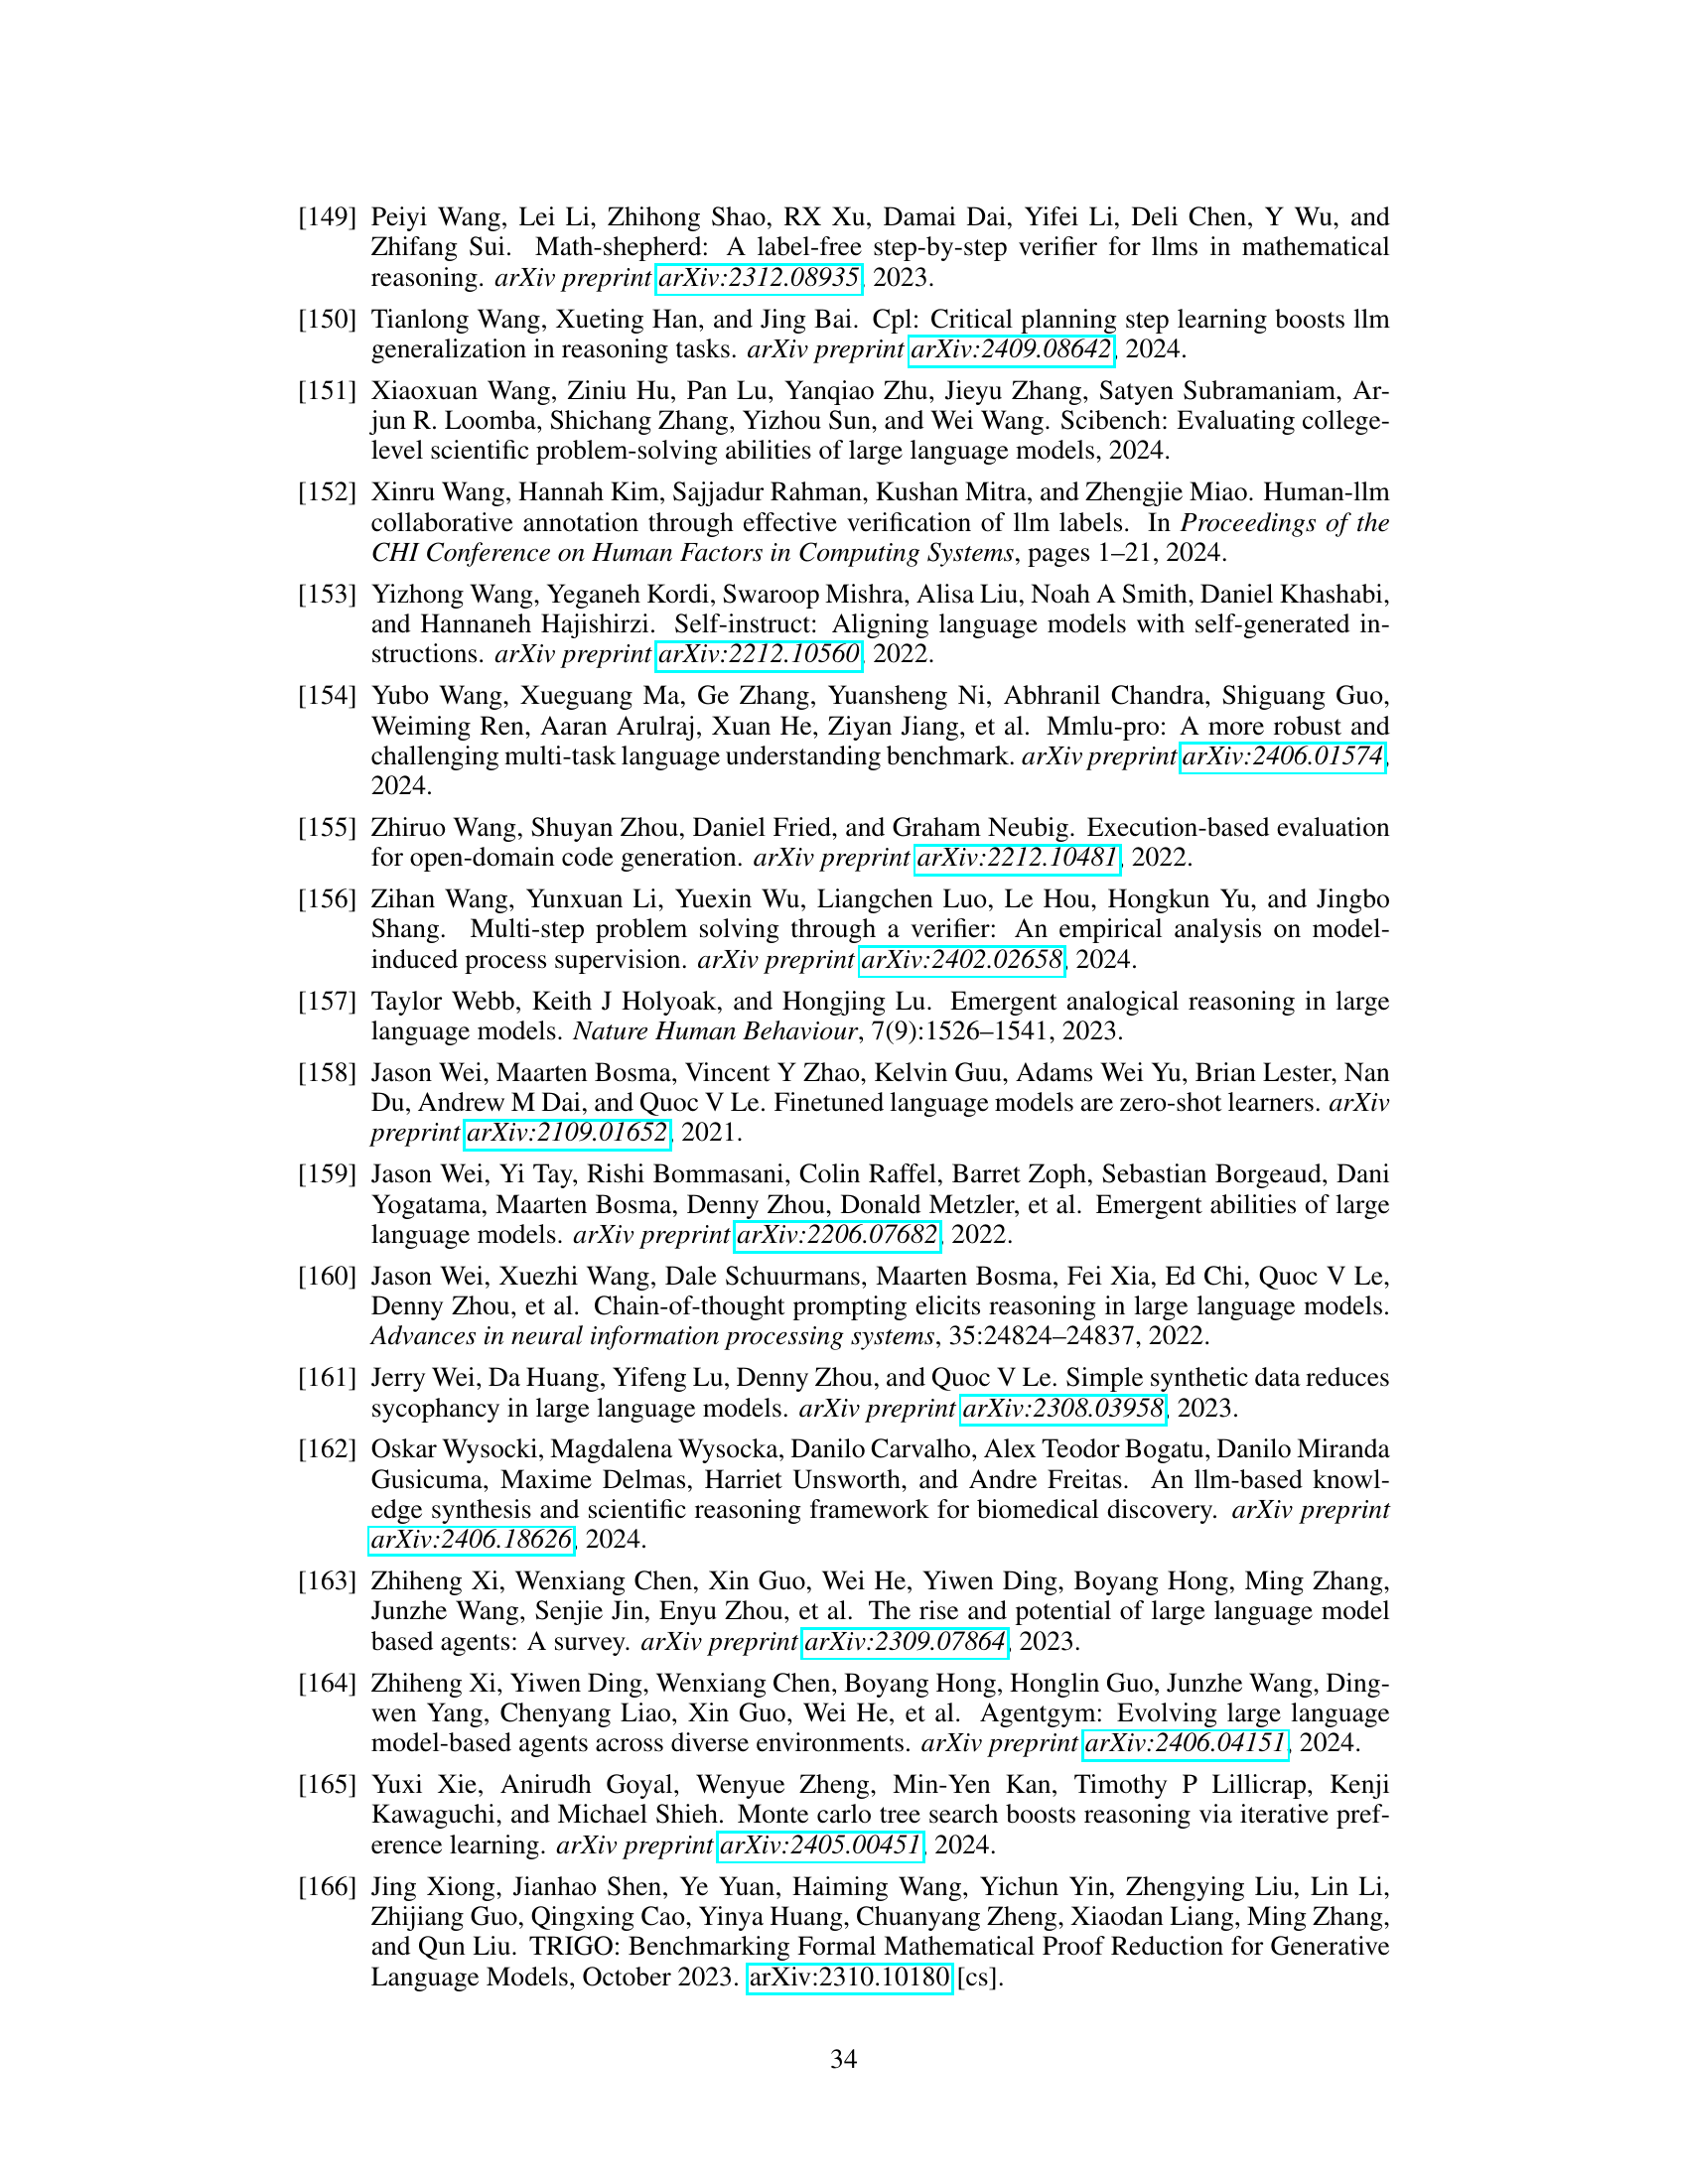 [149] Peiyi Wang, Lei Li, Zhihong Shao, RX Xu, Damai Dai, Yifei Li, Deli Chen, Y Wu, and
Zhifang Sui. Math-shepherd: A label-free step-by-step verifier for llms in mathematical
reasoning. arXiv preprint arXiv:2312.08935, 2023.
[150] Tianlong Wang, Xueting Han, and Jing Bai. Cpl: Critical planning step learning boosts llm
generalization in reasoning tasks. arXiv preprint arXiv:2409.08642, 2024.
[151] Xiaoxuan Wang, Ziniu Hu, Pan Lu, Yanqiao Zhu, Jieyu Zhang, Satyen Subramaniam, Ar-
jun R. Loomba, Shichang Zhang, Yizhou Sun, and Wei Wang. Scibench: Evaluating college-
level scientific problem-solving abilities of large language models, 2024.
[152] Xinru Wang, Hannah Kim, Sajjadur Rahman, Kushan Mitra, and Zhengjie Miao. Human-llm
collaborative annotation through effective verification of llm labels. In Proceedings of the
CHI Conference on Human Factors in Computing Systems, pages 1–21, 2024.
[153] Yizhong Wang, Yeganeh Kordi, Swaroop Mishra, Alisa Liu, Noah A Smith, Daniel Khashabi,
and Hannaneh Hajishirzi. Self-instruct: Aligning language models with self-generated in-
structions. arXiv preprint arXiv:2212.10560, 2022.
[154] Yubo Wang, Xueguang Ma, Ge Zhang, Yuansheng Ni, Abhranil Chandra, Shiguang Guo,
Weiming Ren, Aaran Arulraj, Xuan He, Ziyan Jiang, et al. Mmlu-pro: A more robust and
challenging multi-task language understanding benchmark. arXiv preprint arXiv:2406.01574,
2024.
[155] Zhiruo Wang, Shuyan Zhou, Daniel Fried, and Graham Neubig. Execution-based evaluation
for open-domain code generation. arXiv preprint arXiv:2212.10481, 2022.
[156] Zihan Wang, Yunxuan Li, Yuexin Wu, Liangchen Luo, Le Hou, Hongkun Yu, and Jingbo
Shang. Multi-step problem solving through a verifier: An empirical analysis on model-
induced process supervision. arXiv preprint arXiv:2402.02658, 2024.
[157] Taylor Webb, Keith J Holyoak, and Hongjing Lu. Emergent analogical reasoning in large
language models. Nature Human Behaviour, 7(9):1526–1541, 2023.
[158] Jason Wei, Maarten Bosma, Vincent Y Zhao, Kelvin Guu, Adams Wei Yu, Brian Lester, Nan
Du, Andrew M Dai, and Quoc V Le. Finetuned language models are zero-shot learners. arXiv
preprint arXiv:2109.01652, 2021.
[159] Jason Wei, Yi Tay, Rishi Bommasani, Colin Raffel, Barret Zoph, Sebastian Borgeaud, Dani
Yogatama, Maarten Bosma, Denny Zhou, Donald Metzler, et al. Emergent abilities of large
language models. arXiv preprint arXiv:2206.07682, 2022.
[160] Jason Wei, Xuezhi Wang, Dale Schuurmans, Maarten Bosma, Fei Xia, Ed Chi, Quoc V Le,
Denny Zhou, et al. Chain-of-thought prompting elicits reasoning in large language models.
Advances in neural information processing systems, 35:24824–24837, 2022.
[161] Jerry Wei, Da Huang, Yifeng Lu, Denny Zhou, and Quoc V Le. Simple synthetic data reduces
sycophancy in large language models. arXiv preprint arXiv:2308.03958, 2023.
[162] Oskar Wysocki, Magdalena Wysocka, Danilo Carvalho, Alex Teodor Bogatu, Danilo Miranda
Gusicuma, Maxime Delmas, Harriet Unsworth, and Andre Freitas. An llm-based knowl-
edge synthesis and scientific reasoning framework for biomedical discovery. arXiv preprint
arXiv:2406.18626, 2024.
[163] Zhiheng Xi, Wenxiang Chen, Xin Guo, Wei He, Yiwen Ding, Boyang Hong, Ming Zhang,
Junzhe Wang, Senjie Jin, Enyu Zhou, et al. The rise and potential of large language model
based agents: A survey. arXiv preprint arXiv:2309.07864, 2023.
[164] Zhiheng Xi, Yiwen Ding, Wenxiang Chen, Boyang Hong, Honglin Guo, Junzhe Wang, Ding-
wen Yang, Chenyang Liao, Xin Guo, Wei He, et al. Agentgym: Evolving large language
model-based agents across diverse environments. arXiv preprint arXiv:2406.04151, 2024.
[165] Yuxi Xie, Anirudh Goyal, Wenyue Zheng, Min-Yen Kan, Timothy P Lillicrap, Kenji
Kawaguchi, and Michael Shieh. Monte carlo tree search boosts reasoning via iterative pref-
erence learning. arXiv preprint arXiv:2405.00451, 2024.
[166] Jing Xiong, Jianhao Shen, Ye Yuan, Haiming Wang, Yichun Yin, Zhengying Liu, Lin Li,
Zhijiang Guo, Qingxing Cao, Yinya Huang, Chuanyang Zheng, Xiaodan Liang, Ming Zhang,
and Qun Liu. TRIGO: Benchmarking Formal Mathematical Proof Reduction for Generative
Language Models, October 2023. arXiv:2310.10180 [cs].
34